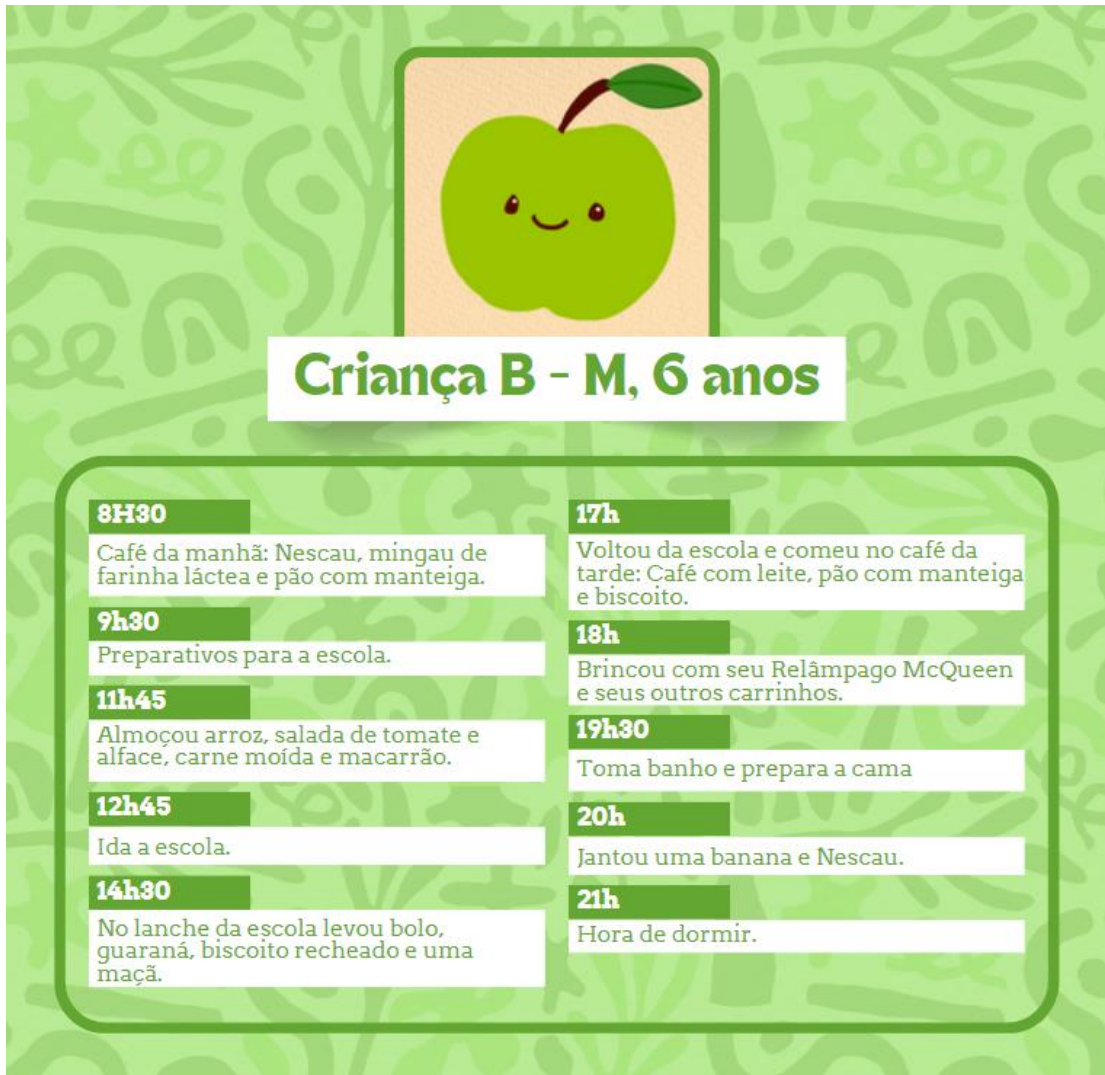 Criança B - M, 6 anos
8H30
Café da manhã: Nescau, mingau de
farinha láctea e pão com manteiga.
9h30
Preparativos para a escola.
11h45
Almoçou arroz, salada de tomate e
alface, carne moída e macarrão.
12h45
Ida a escola.
14h30
No lanche da escola levou bolo,
guaraná, biscoito recheado e uma
maçã.
17h
Voltou da escola e comeu no café da
tarde: Café com leite, pão com manteiga
e biscoito.
18h
Brincou com seu Relâmpago McQueen
e seus outros carrinhos.
19h30
Toma banho e prepara a cama
20h
Jantou uma banana e Nescau.
21h
Hora de dormir.